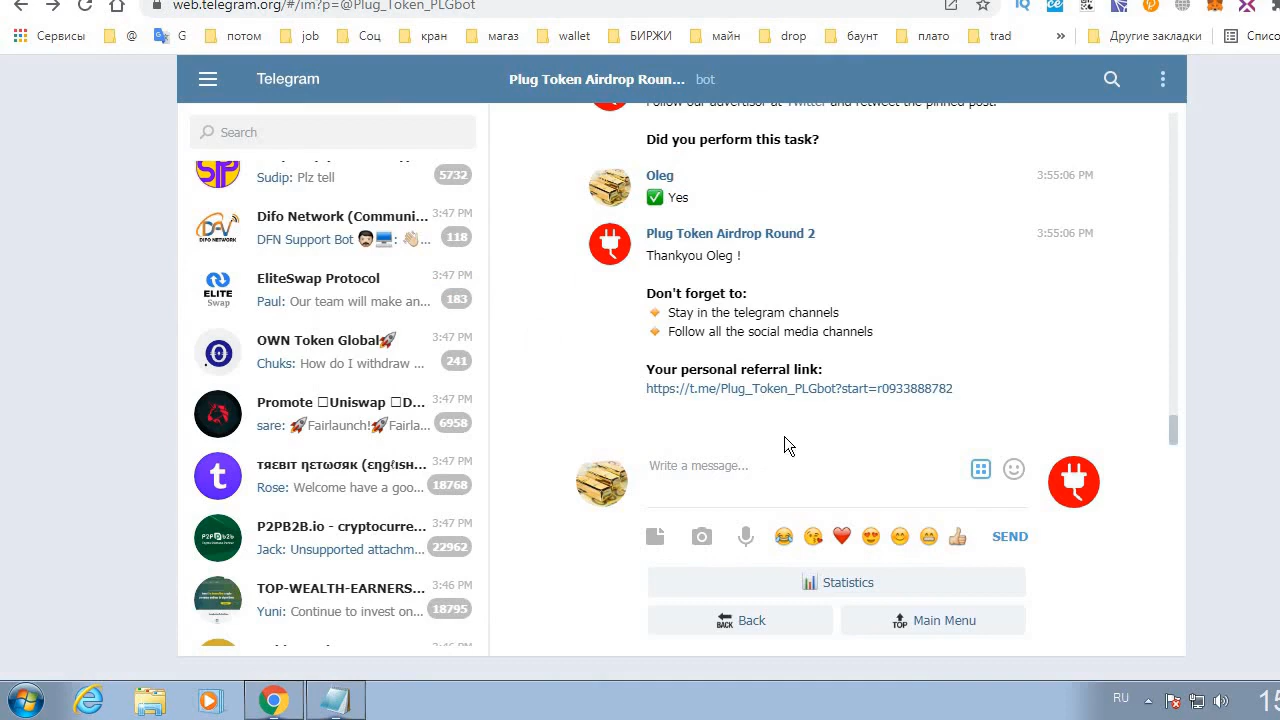 web.telegram.org/#/im?p=@Plug_Token_PLGbot
Сервисы @ G потом job Соц кран магаз wallet БИРЖИ майн drop баунт плато trad » Другие закладки Списо
Telegram
Plug Token Airdrop Roun... bot
Search
Sudip: Plz tell 5732
Difo Network (Communi... 3:47 PM
DFN Support Bot 👨🏻💻: 👋🏻... 118
EliteSwap Protocol 3:47 PM
Paul: Our team will make an... 183
OWN Token Global🚀 3:47 PM
Chuks: How do I withdraw ... 241
Promote □Uniswap □D... 3:47 PM
sare: 🚀Fairlaunch!🚀Fairla... 6958
тяєвιт ηєтωσяк (єηgℓιѕн... 3:47 PM
Rose: Welcome have a goo... 18768
P2PB2B.io - cryptocurre... 3:47 PM
Jack: Unsupported attachm... 22962
TOP-WEALTH-EARNERS... 3:46 PM
Yuni: Continue to invest on... 18795
Follow our advertisor at Twitter and retweet the pinned post.
Did you perform this task?
Oleg 3:55:06 PM
✅ Yes
Plug Token Airdrop Round 2 3:55:06 PM
Thankyou Oleg !
Don't forget to:
🔸 Stay in the telegram channels
🔸 Follow all the social media channels
Your personal referral link:
https://t.me/Plug_Token_PLGbot?start=r0933888782
Write a message...
SEND
📊 Statistics
🔙 Back
🔝 Main Menu
RU
15